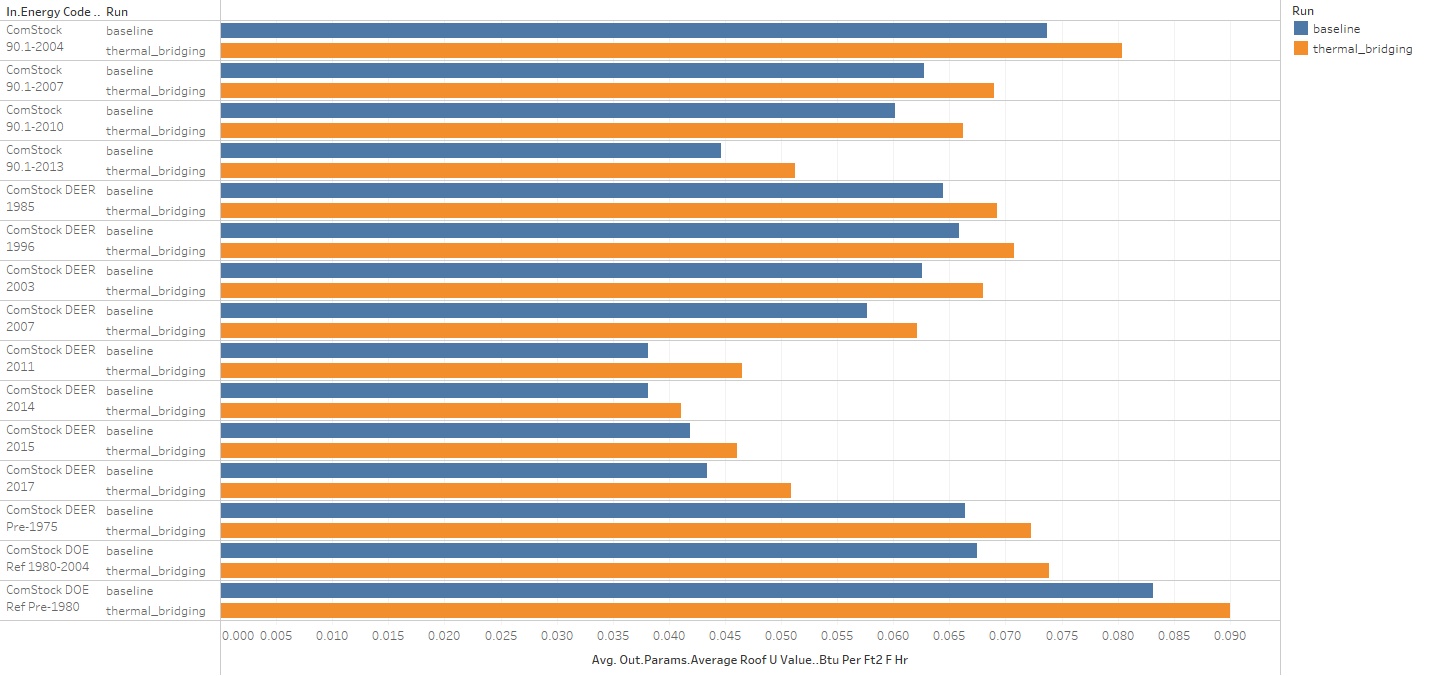 In.Energy Code .. Run
Run
baseline
thermal_bridging
ComStock
90.1-2004
baseline
thermal_bridging
ComStock
90.1-2007
baseline
thermal_bridging
ComStock
90.1-2010
baseline
thermal_bridging
ComStock
90.1-2013
baseline
thermal_bridging
ComStock DEER
1985
baseline
thermal_bridging
ComStock DEER
1996
baseline
thermal_bridging
ComStock DEER
2003
baseline
thermal_bridging
ComStock DEER
2007
baseline
thermal_bridging
ComStock DEER
2011
baseline
thermal_bridging
ComStock DEER
2014
baseline
thermal_bridging
ComStock DEER
2015
baseline
thermal_bridging
ComStock DEER
2017
baseline
thermal_bridging
ComStock DEER
Pre-1975
baseline
thermal_bridging
ComStock DOE
Ref 1980-2004
baseline
thermal_bridging
ComStock DOE
Ref Pre-1980
baseline
thermal_bridging
0.000 0.005 0.010 0.015 0.020 0.025 0.030 0.035 0.040 0.045 0.050 0.055 0.060 0.065 0.070 0.075 0.080 0.085 0.090
Avg. Out.Params.Average Roof U Value..Btu Per Ft2 F Hr